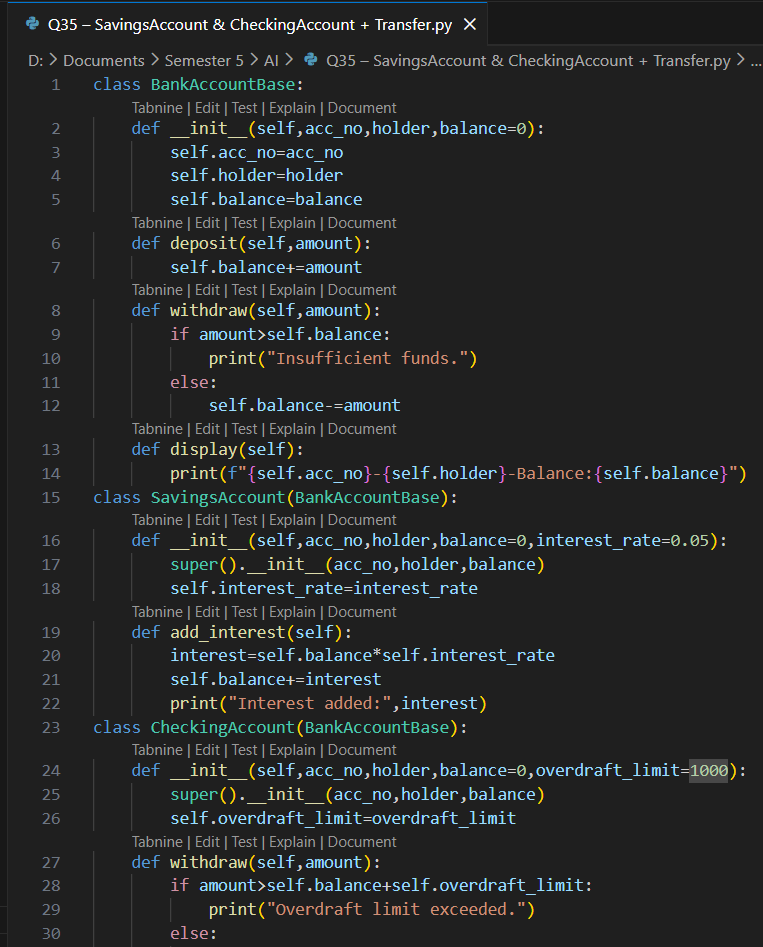 Q35 – SavingsAccount & CheckingAccount + Transfer.py ×
D: > Documents > Semester 5 > AI > Q35 – SavingsAccount & CheckingAccount + Transfer.py > ...
1 class BankAccountBase:
Tabnine | Edit | Test | Explain | Document
2 def __init__(self,acc_no,holder,balance=0):
3 self.acc_no=acc_no
4 self.holder=holder
5 self.balance=balance
Tabnine | Edit | Test | Explain | Document
6 def deposit(self,amount):
7 self.balance+=amount
Tabnine | Edit | Test | Explain | Document
8 def withdraw(self,amount):
9 if amount>self.balance:
10 print("Insufficient funds.")
11 else:
12 self.balance-=amount
Tabnine | Edit | Test | Explain | Document
13 def display(self):
14 print(f"{self.acc_no}-{self.holder}-Balance:{self.balance}")
15 class SavingsAccount(BankAccountBase):
Tabnine | Edit | Test | Explain | Document
16 def __init__(self,acc_no,holder,balance=0,interest_rate=0.05):
17 super().__init__(acc_no,holder,balance)
18 self.interest_rate=interest_rate
Tabnine | Edit | Test | Explain | Document
19 def add_interest(self):
20 interest=self.balance*self.interest_rate
21 self.balance+=interest
22 print("Interest added:",interest)
23 class CheckingAccount(BankAccountBase):
Tabnine | Edit | Test | Explain | Document
24 def __init__(self,acc_no,holder,balance=0,overdraft_limit=1000):
25 super().__init__(acc_no,holder,balance)
26 self.overdraft_limit=overdraft_limit
Tabnine | Edit | Test | Explain | Document
27 def withdraw(self,amount):
28 if amount>self.balance+self.overdraft_limit:
29 print("Overdraft limit exceeded.")
30 else: